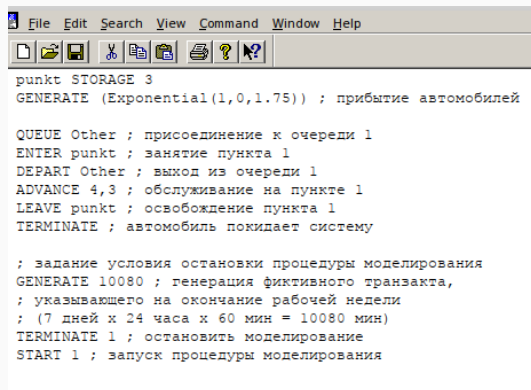 File Edit Search View Command Window Help
punkt STORAGE 3
GENERATE (Exponential(1,0,1.75)) ; прибытие автомобилей
QUEUE Other ; присоединение к очереди 1
ENTER punkt ; занятие пункта 1
DEPART Other ; выход из очереди 1
ADVANCE 4,3 ; обслуживание на пункте 1
LEAVE punkt ; освобождение пункта 1
TERMINATE ; автомобиль покидает систему
; задание условия остановки процедуры моделирования
GENERATE 10080 ; генерация фиктивного транзакта,
; указывающего на окончание рабочей недели
; (7 дней x 24 часа x 60 мин = 10080 мин)
TERMINATE 1 ; остановить моделирование
START 1 ; запуск процедуры моделирования